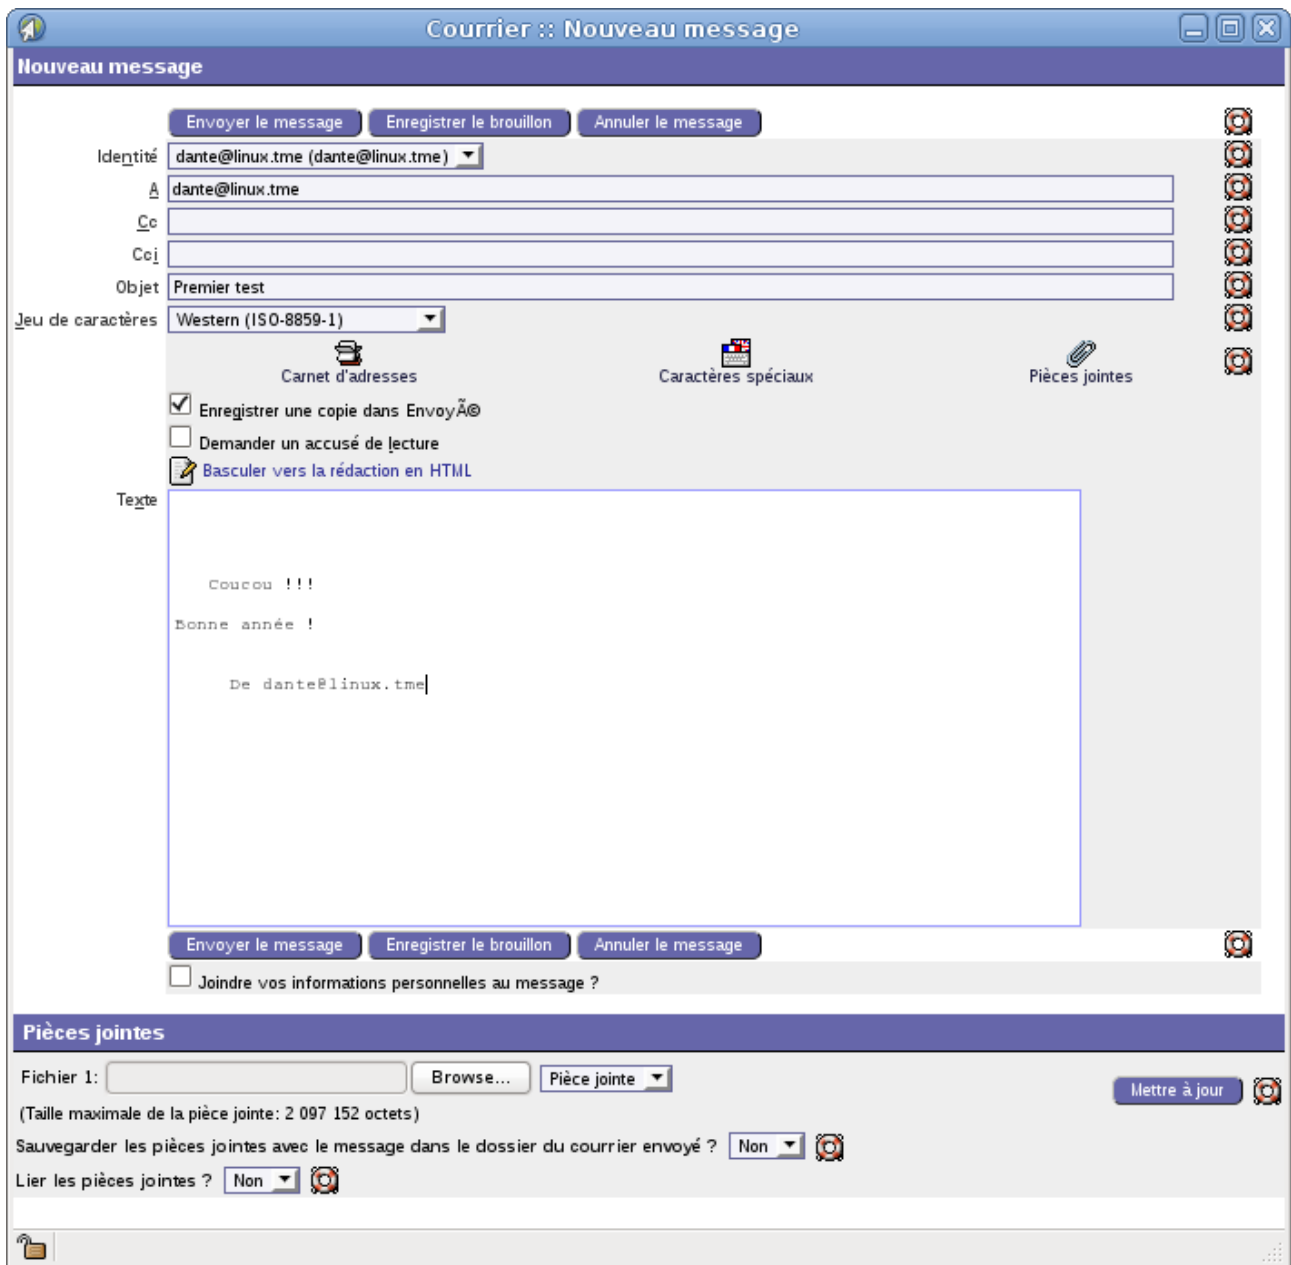 Courrier :: Nouveau message
Nouveau message
Envoyer le message Enregistrer le brouillon Annuler le message
Identité dante@linux.tme (dante@linux.tme)
A dante@linux.tme
Cc
Cci
Objet Premier test
Jeu de caractères Western (ISO-8859-1)
Carnet d'adresses Caractères spéciaux Pièces jointes
Enregistrer une copie dans EnvoyÃ©
Demander un accusé de lecture
Basculer vers la rédaction en HTML
Texte
Coucou !!!
Bonne année !
De dante@linux.tme
Envoyer le message Enregistrer le brouillon Annuler le message
Joindre vos informations personnelles au message ?
Pièces jointes
Fichier 1: Browse... Pièce jointe Mettre à jour
(Taille maximale de la pièce jointe: 2 097 152 octets)
Sauvegarder les pièces jointes avec le message dans le dossier du courrier envoyé ? Non
Lier les pièces jointes ? Non